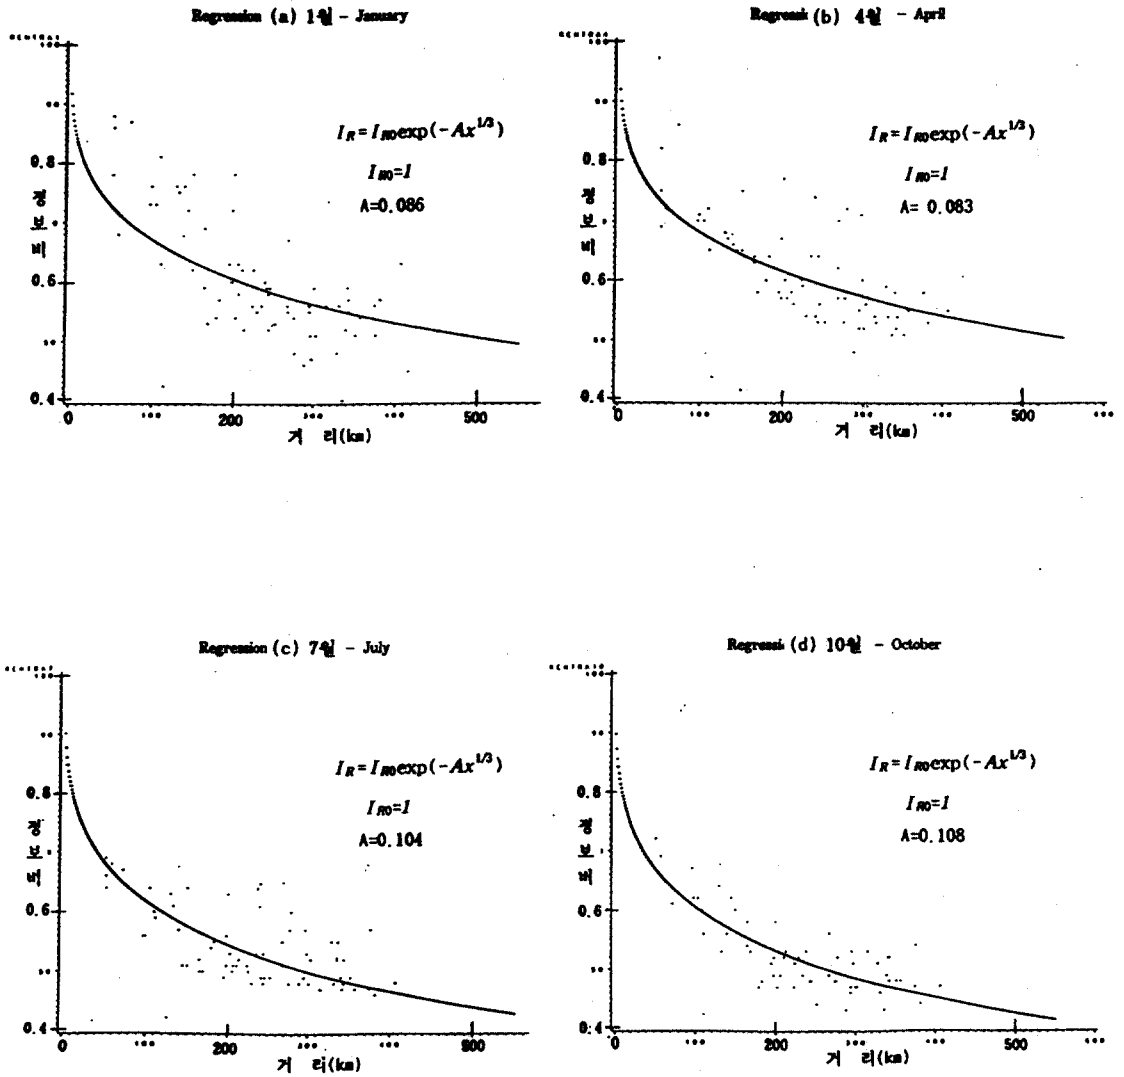 Regression (a) 1월 - January
I_R=I_R0 exp(-Ax^1/3)
I_R0=1
A=0.086
0.8
0.6
0.4
0
200
500
거 리(km)
(b) 4월 - April
I_R=I_R0 exp(-Ax^1/3)
I_R0=1
A= 0.083
0.8
0.6
0.4
0
200
500
거 리(km)
Regression (c) 7월 - July
I_R=I_R0 exp(-Ax^1/3)
I_R0=1
A=0.104
0.8
0.6
0.4
0
200
거 리(km)
(d) 10월 - October
I_R=I_R0 exp(-Ax^1/3)
I_R0=1
A=0.108
0.8
0.6
0.4
0
200
500
거 리(km)